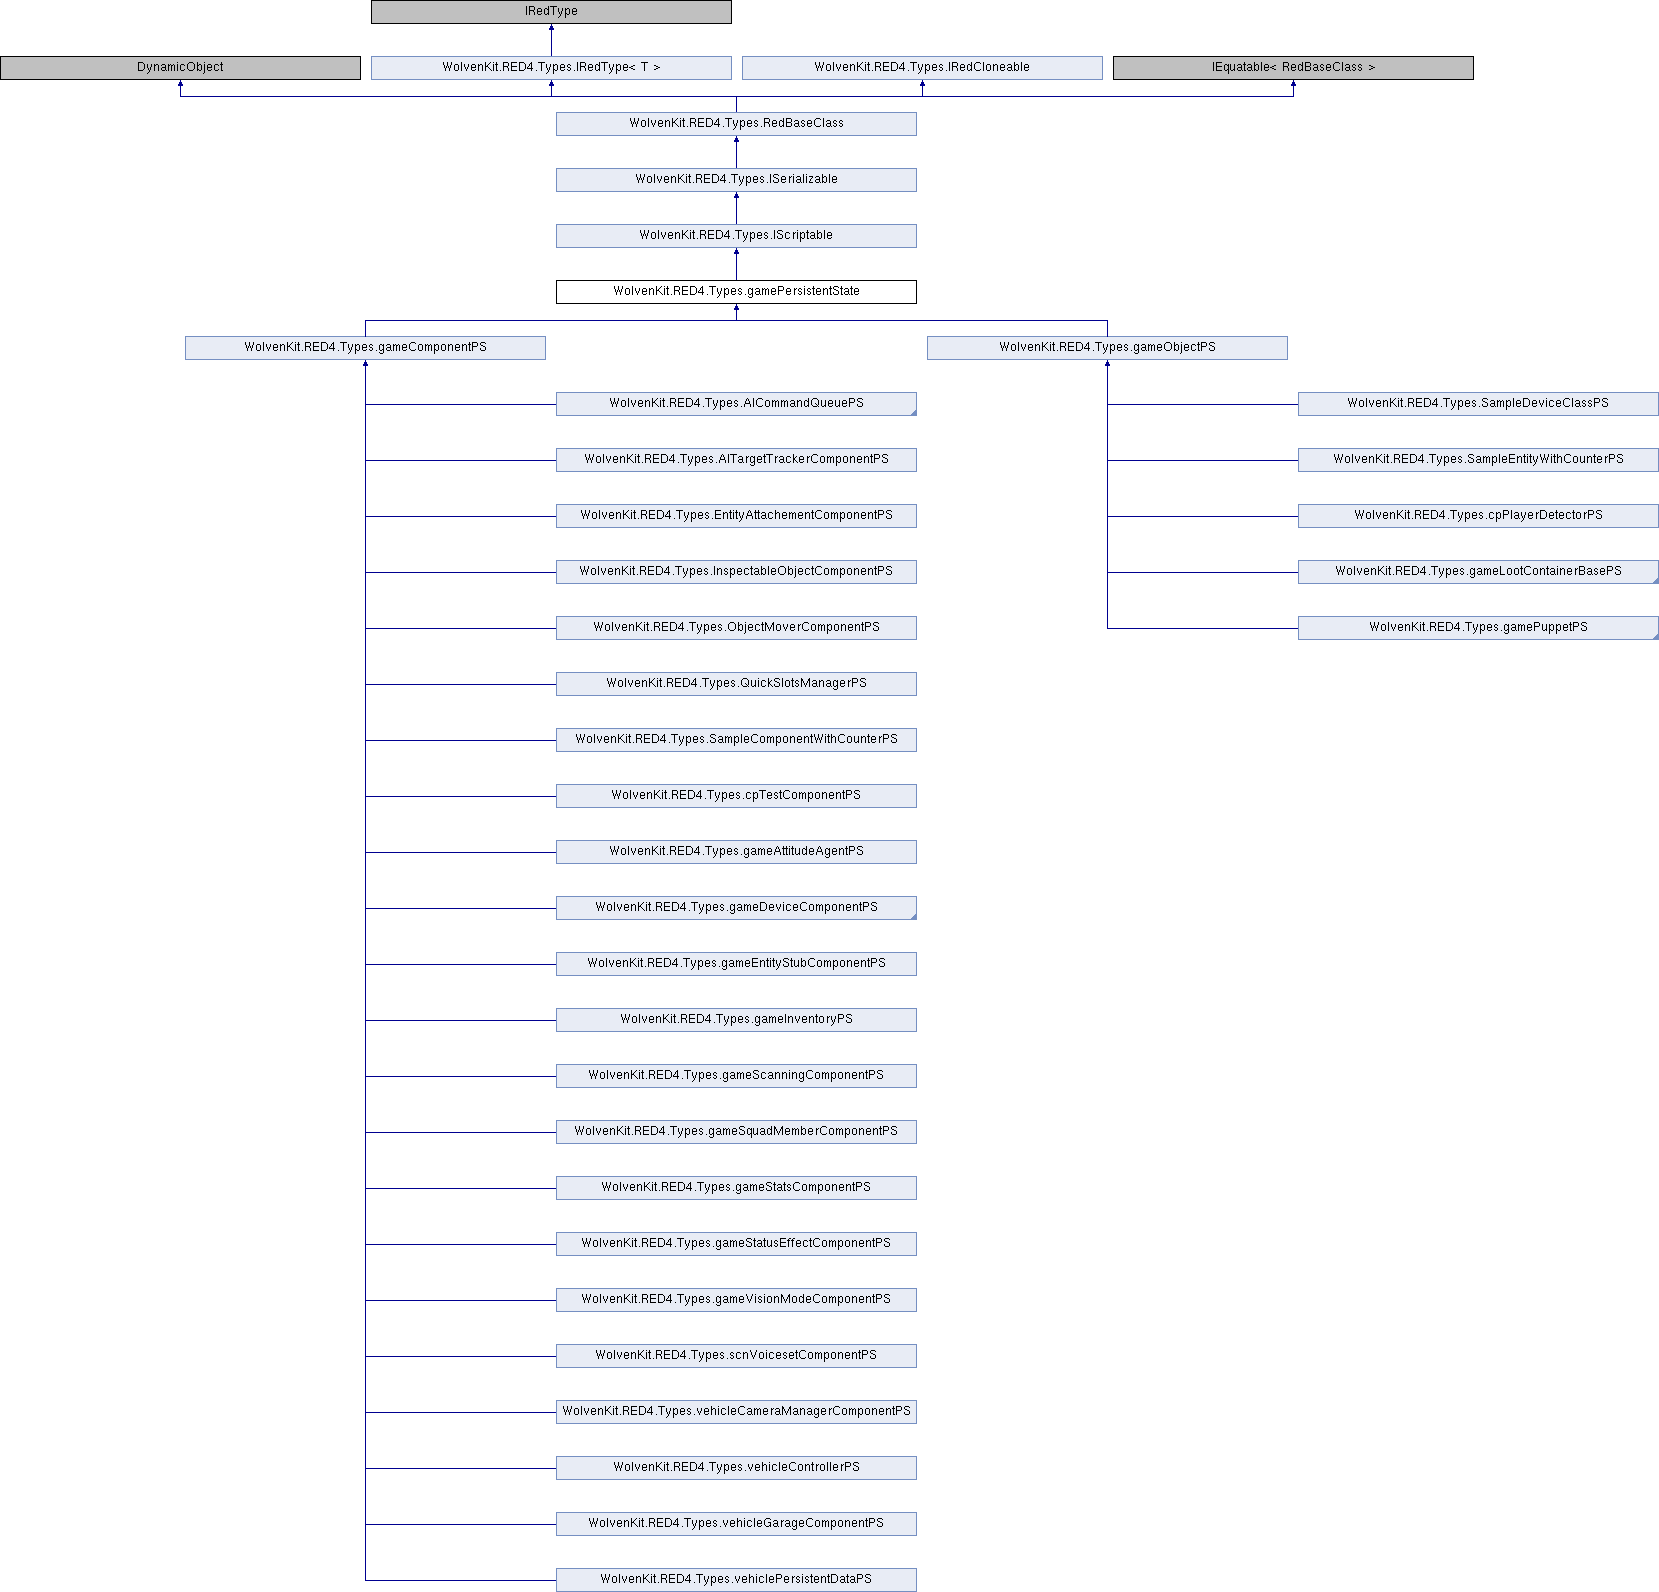 IRedType
DynamicObject
WolvenKit.RED4.Types.IRedType< T >
WolvenKit.RED4.Types.IRedCloneable
IEquatable< RedBaseClass >
WolvenKit.RED4.Types.RedBaseClass
WolvenKit.RED4.Types.ISerializable
WolvenKit.RED4.Types.IScriptable
WolvenKit.RED4.Types.gamePersistentState
WolvenKit.RED4.Types.gameComponentPS
WolvenKit.RED4.Types.gameObjectPS
WolvenKit.RED4.Types.AICommandQueuePS
WolvenKit.RED4.Types.SampleDeviceClassPS
WolvenKit.RED4.Types.AITargetTrackerComponentPS
WolvenKit.RED4.Types.SampleEntityWithCounterPS
WolvenKit.RED4.Types.EntityAttachementComponentPS
WolvenKit.RED4.Types.cpPlayerDetectorPS
WolvenKit.RED4.Types.InspectableObjectComponentPS
WolvenKit.RED4.Types.gameLootContainerBasePS
WolvenKit.RED4.Types.ObjectMoverComponentPS
WolvenKit.RED4.Types.gamePuppetPS
WolvenKit.RED4.Types.QuickSlotsManagerPS
WolvenKit.RED4.Types.SampleComponentWithCounterPS
WolvenKit.RED4.Types.cpTestComponentPS
WolvenKit.RED4.Types.gameAttitudeAgentPS
WolvenKit.RED4.Types.gameDeviceComponentPS
WolvenKit.RED4.Types.gameEntityStubComponentPS
WolvenKit.RED4.Types.gameInventoryPS
WolvenKit.RED4.Types.gameScanningComponentPS
WolvenKit.RED4.Types.gameSquadMemberComponentPS
WolvenKit.RED4.Types.gameStatsComponentPS
WolvenKit.RED4.Types.gameStatusEffectComponentPS
WolvenKit.RED4.Types.gameVisionModeComponentPS
WolvenKit.RED4.Types.scnVoicesetComponentPS
WolvenKit.RED4.Types.vehicleCameraManagerComponentPS
WolvenKit.RED4.Types.vehicleControllerPS
WolvenKit.RED4.Types.vehicleGarageComponentPS
WolvenKit.RED4.Types.vehiclePersistentDataPS